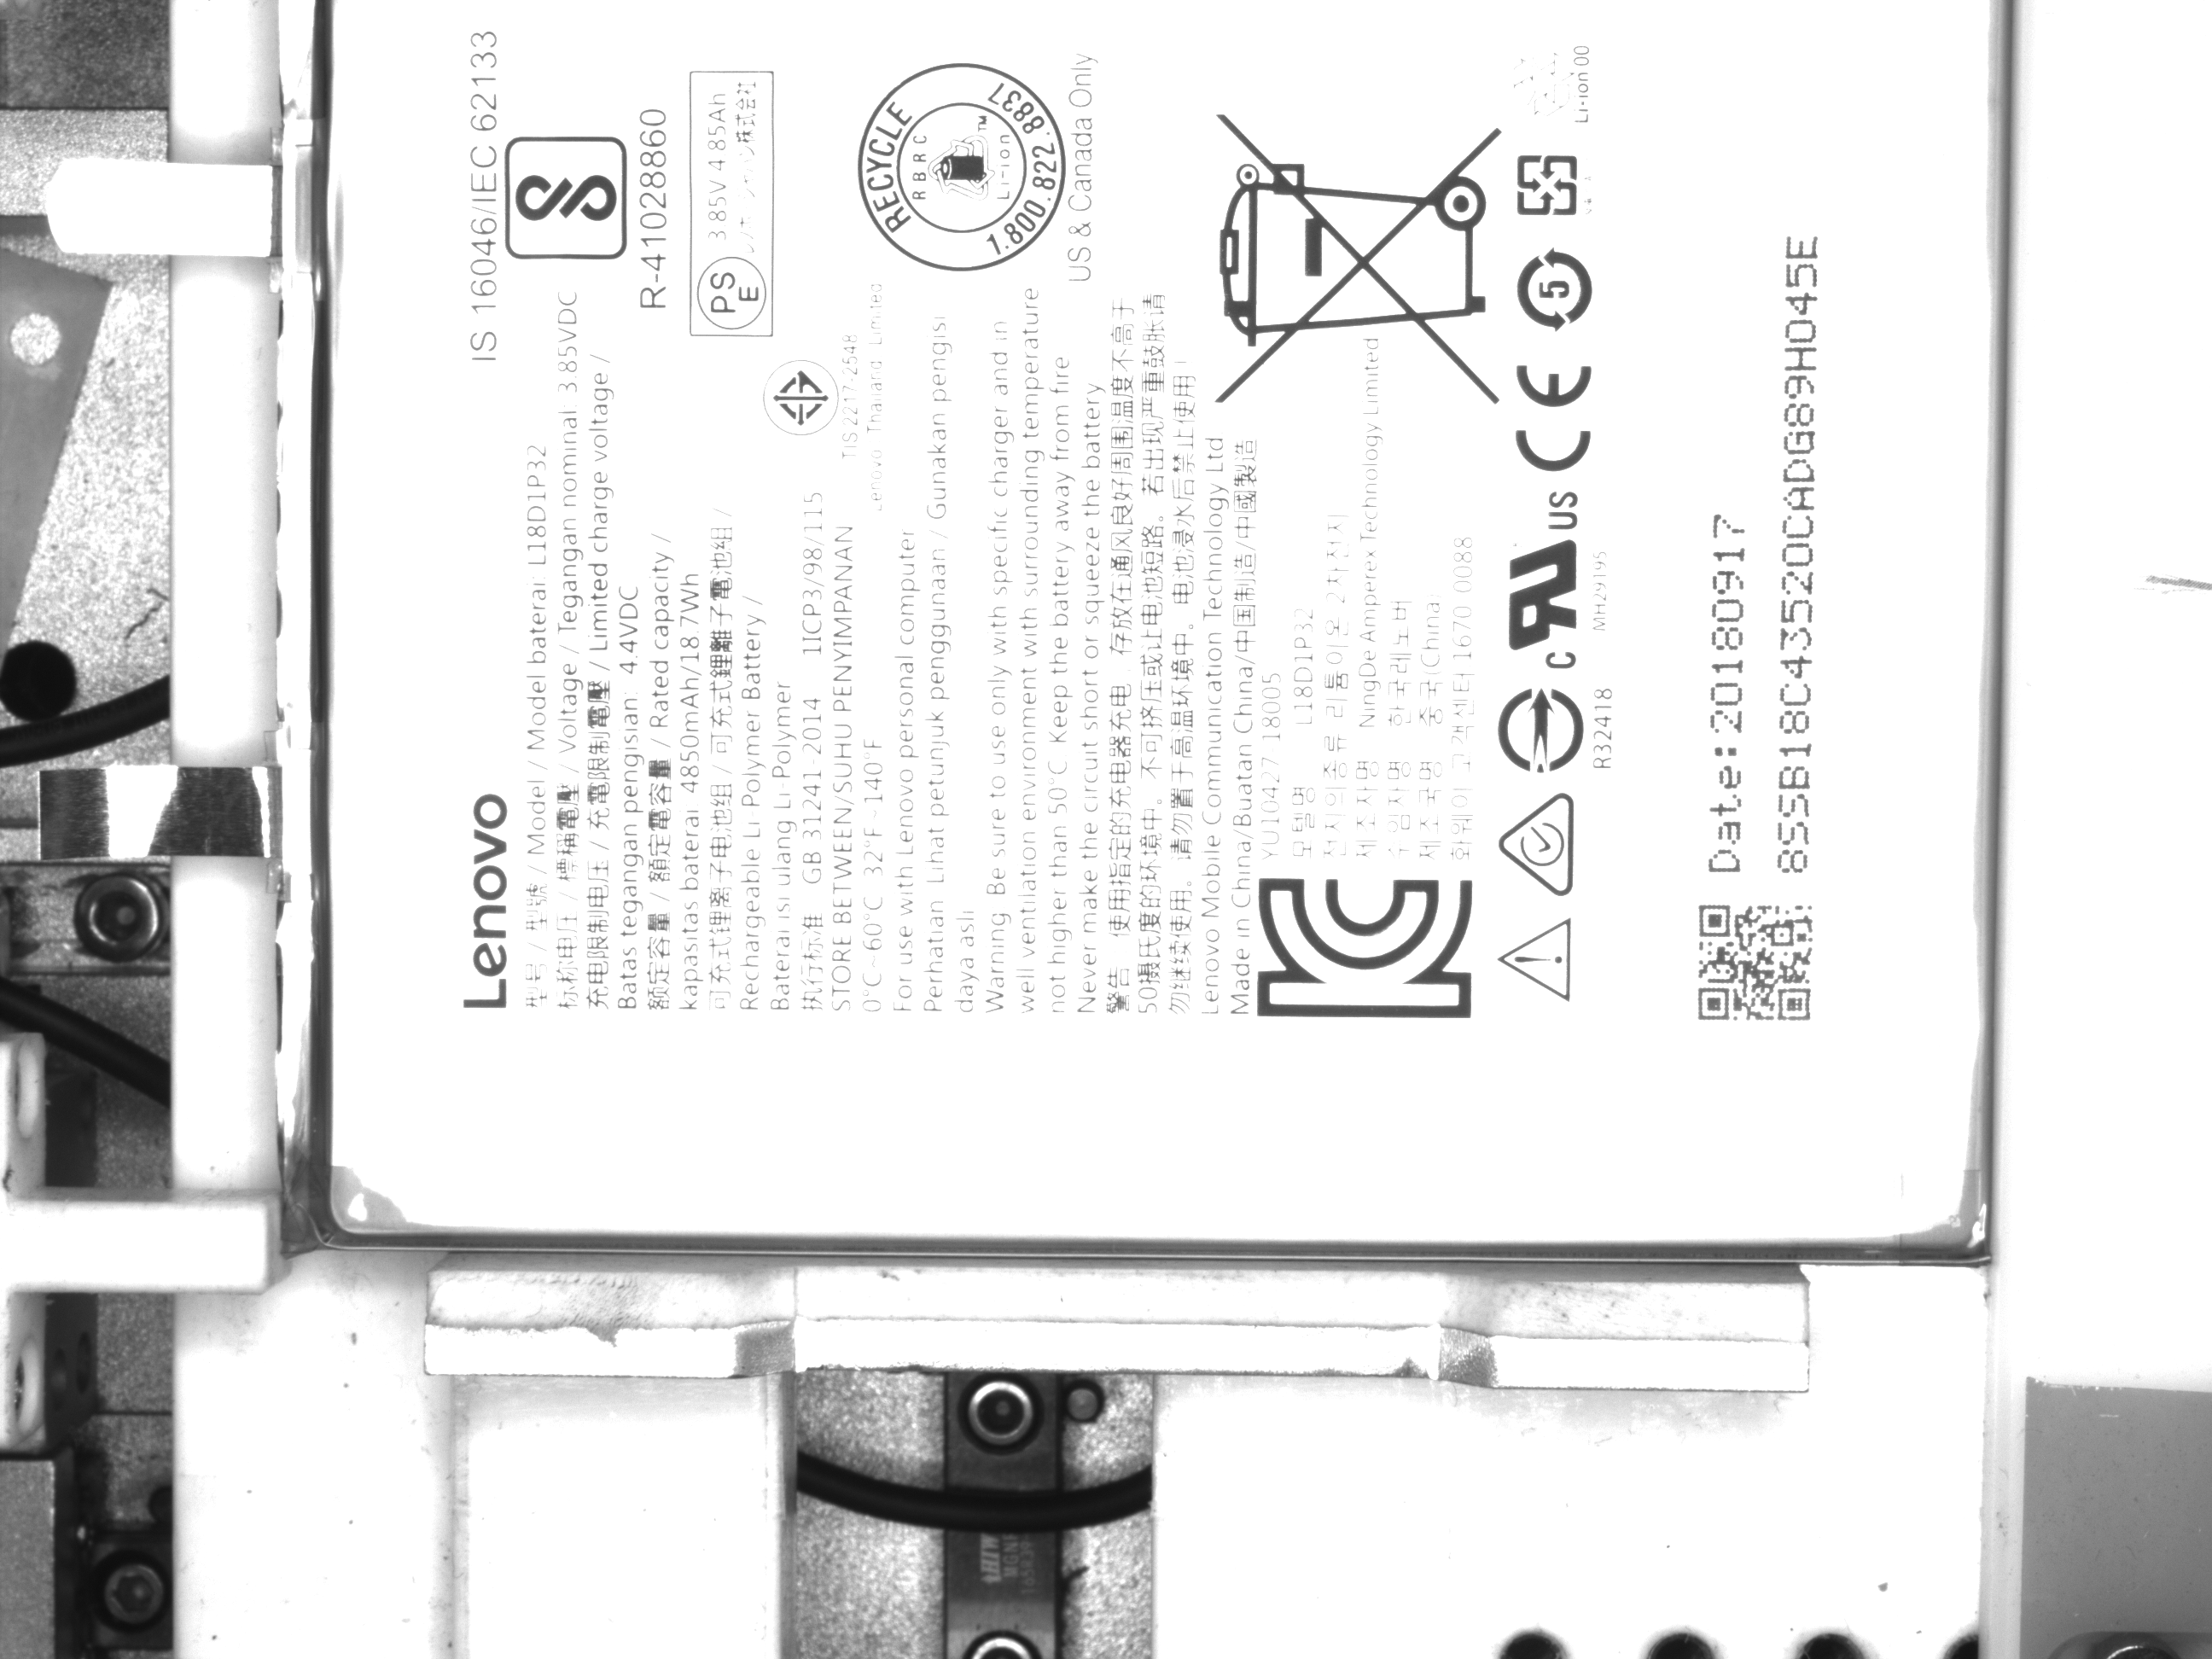 Lenovo
IS 16046/IEC 62133
R-41028860
型号 / 型號 / Model / Model baterai: L18D1P32
标称电压 / 標稱電壓 / Voltage / Tegangan nominal: 3.85VDC
充电限制电压 / 充電限制電壓 / Limited charge voltage /
Batas tegangan pengisian: 4.4VDC
额定容量 / 額定電容量 / Rated capacity /
kapasitas baterai: 4850mAh/18.7Wh
可充式锂离子电池组 / 可充式鋰離子電池組 /
Rechargeable Li-Polymer Battery /
Baterai isi ulang Li-Polymer
执行标准 GB 31241-2014 1ICP3/98/115
STORE BETWEEN/SUHU PENYIMPANAN
0°C~60°C 32°F~140°F
For use with Lenovo personal computer
Perhatian Lihat petunjuk penggunaan / Gunakan pengisi
daya asli
Warning Be sure to use only with specific charger and in
well ventilation environment with surrounding temperature
not higher than 50°C Keep the battery away from fire
Never make the circuit short or squeeze the battery
警告 使用指定的充电器充电, 存放在通风良好周围温度不高于
50摄氏度的环境中。不可挤压或让电池短路。若出现严重鼓胀请
勿继续使用。请勿置于高温环境中。电池浸水后禁止使用!
Lenovo Mobile Communication Technology Ltd
Made in China/Buatan China/中国制造/中國製造
PS
E
3.85V 4.85Ah
株式会社
TIS 2217-2548
Lenovo Thailand Limited
RECYCLE
RBRC
Li-ion
TM
1.800.822.8837
US & Canada Only
YU10427-18005
모델명 L18D1P32
전지의종류 리튬이온 2차전지
제조자명 NingDe Amperex Technology Limited
수입자명 한국레노버
제조국명 중국(China)
고객센터 1670 0088
R32418
c US
MH29195
CE
5
Li-ion 00
Date:20180917
8SSB18C43520CADG89H045E